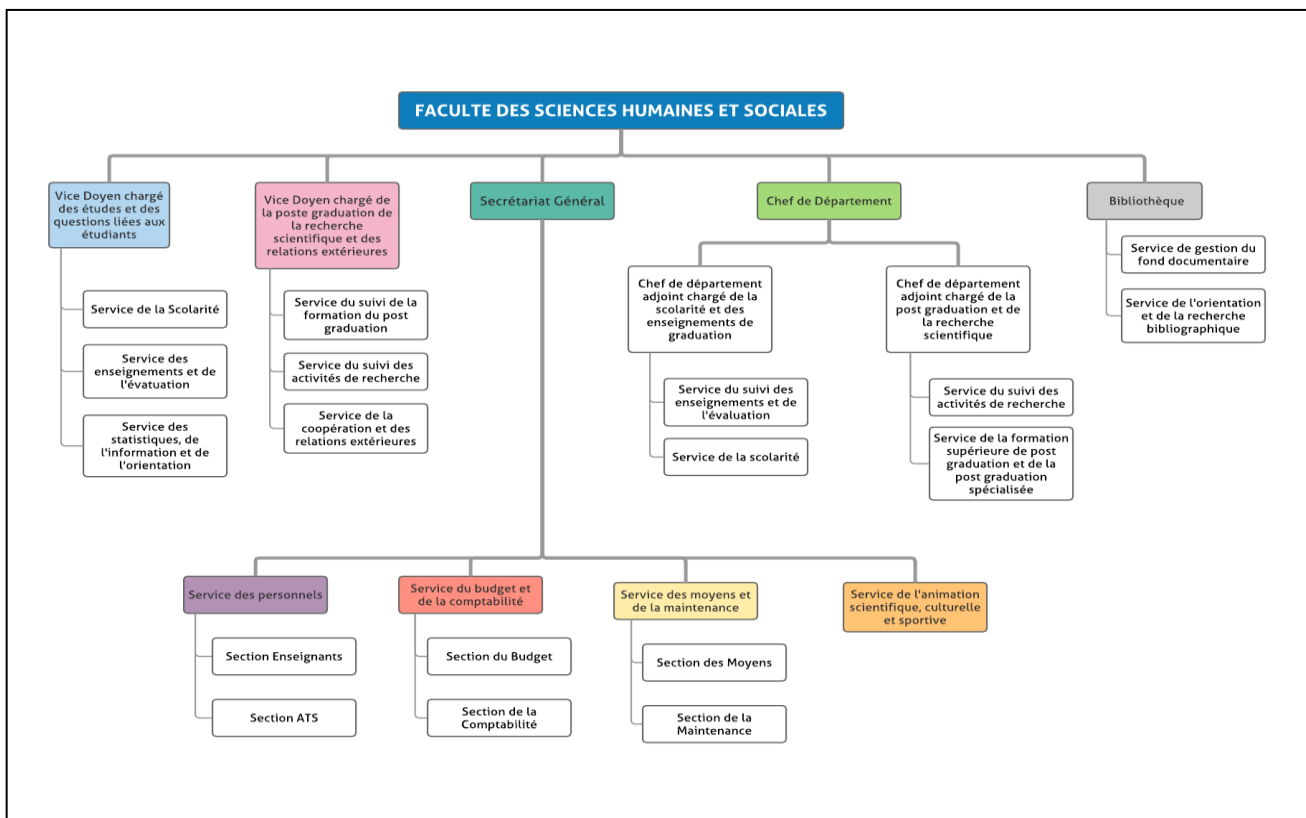 FACULTE DES SCIENCES HUMAINES ET SOCIALES
Vice Doyen chargé
des études et des
questions liées aux
étudiants
Vice Doyen chargé de
la poste graduation de
la recherche
scientifique et des
relations extérieures
Secrétariat Général
Chef de Département
Bibliothèque
Service de la Scolarité
Service des
enseignements et de
l'évatuation
Service des
statistiques, de
l'information et de
l'orientation
Service du suivi de la
formation du post
graduation
Service du suivi des
activités de recherche
Service de la
coopération et des
relations extérieures
Chef de département
adjoint chargé de la
scolarité et des
enseignements de
graduation
Service du suivi des
enseignements et de
l'évaluation
Service de la scolarité
Chef de département
adjoint chargé de la
post graduation et de
la recherche
scientifique
Service du suivi des
activités de recherche
Service de la formation
supérieure de post
graduation et de la
post graduation
spécialisée
Service de gestion du
fond documentaire
Service de l'orientation
et de la recherche
bibliographique
Service des personnels
Section Enseignants
Section ATS
Service du budget et
de la comptabilité
Section du Budget
Section de la
Comptabilité
Service des moyens et
de la maintenance
Section des Moyens
Section de la
Maintenance
Service de l'animation
scientifique, culturelle
et sportive